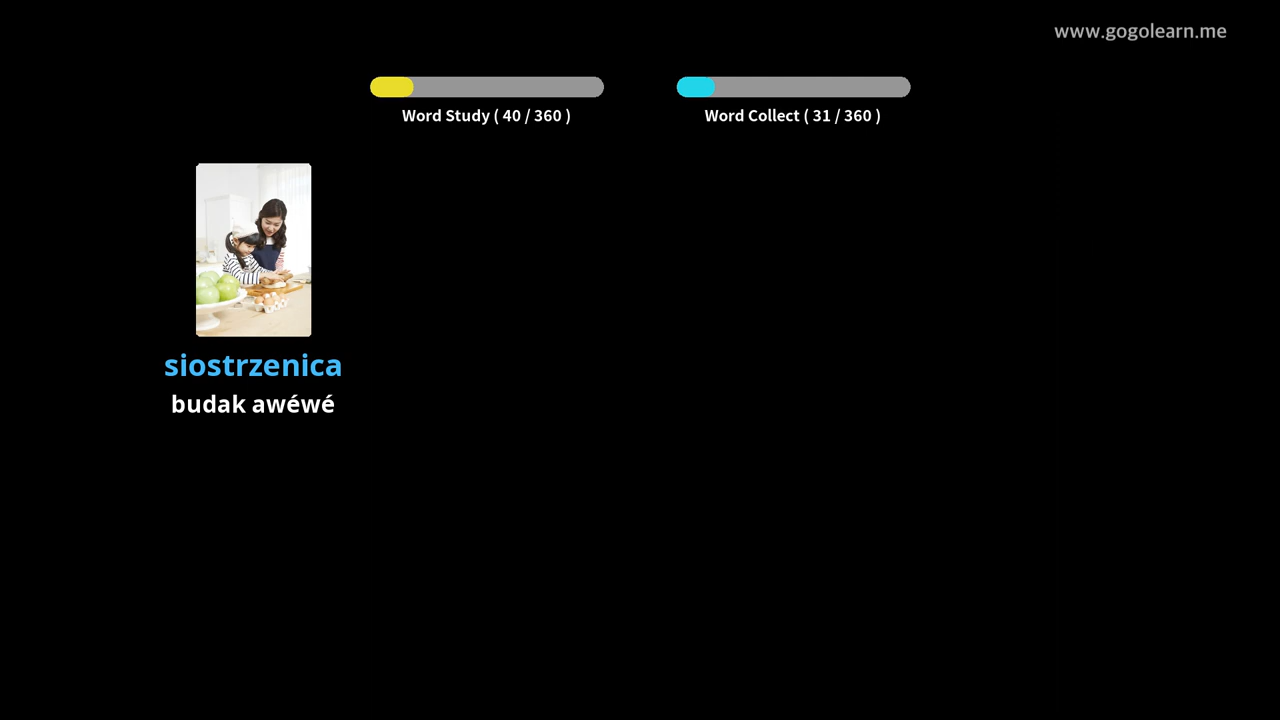 www.gogolearn.me
Word Study ( 40 / 360 )
Word Collect ( 31 / 360 )
siostrzenica
budak awéwé